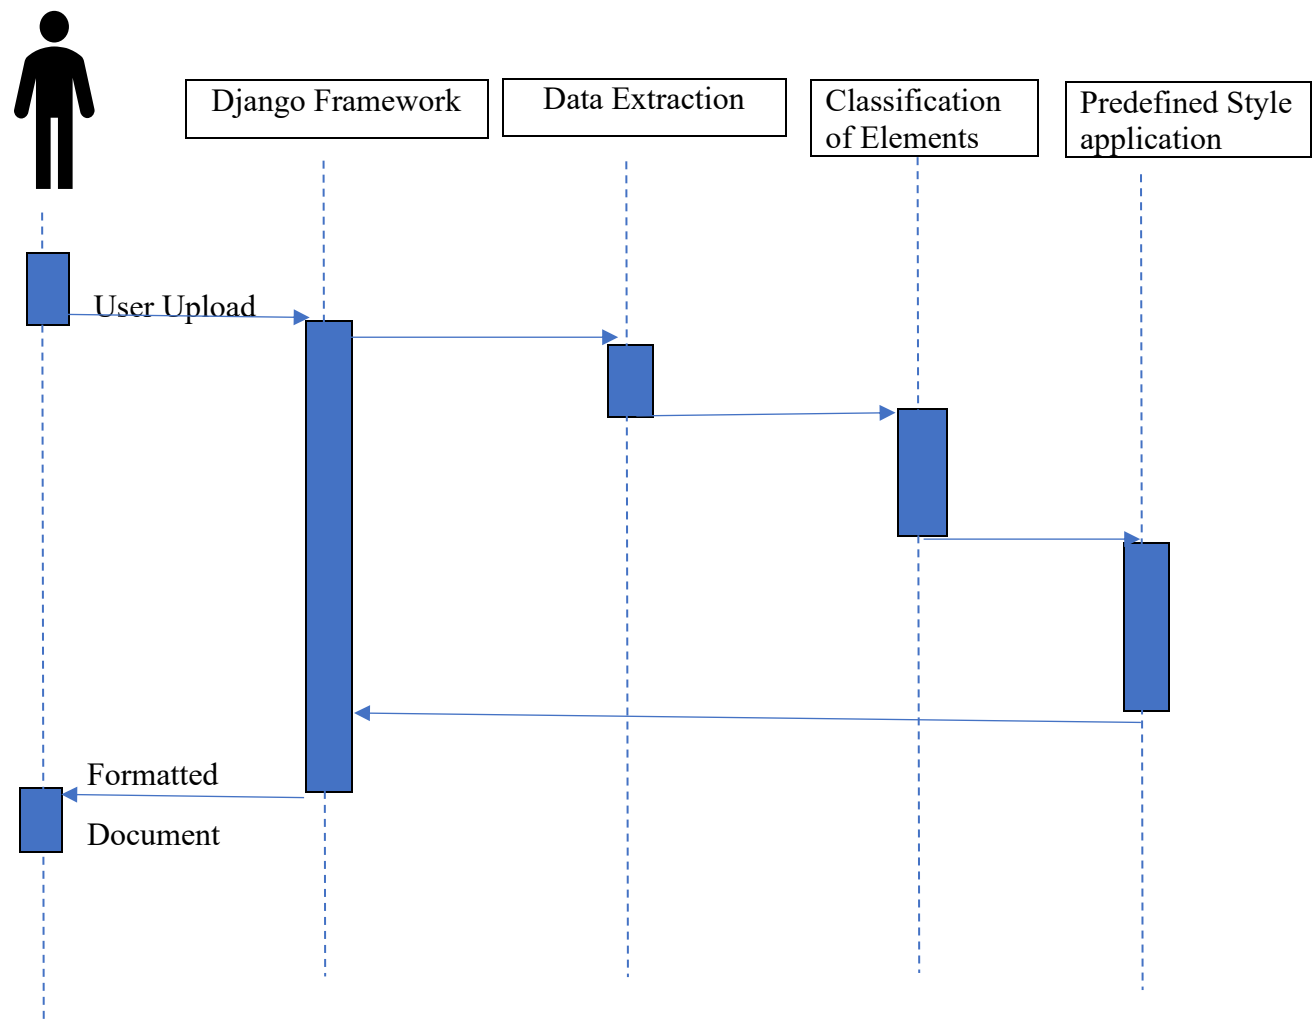 Django Framework
Data Extraction
Classification
of Elements
Predefined Style
application
User Upload
Formatted
Document